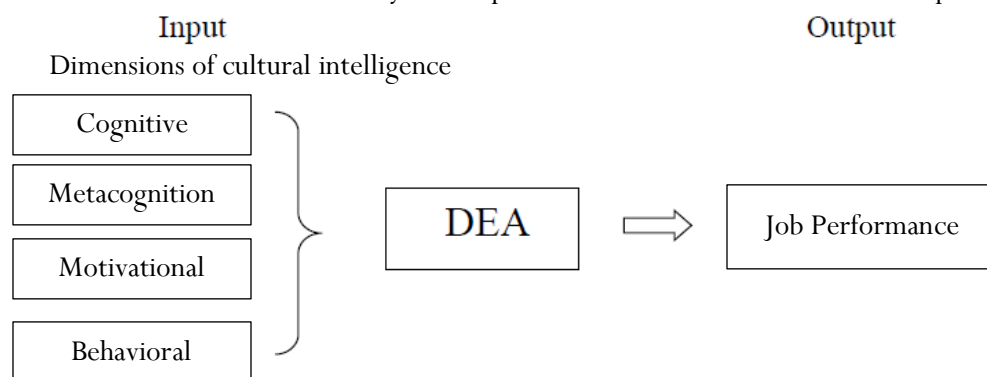 Input
Output
Dimensions of cultural intelligence
Cognitive
Metacognition
Motivational
Behavioral
DEA
Job Performance